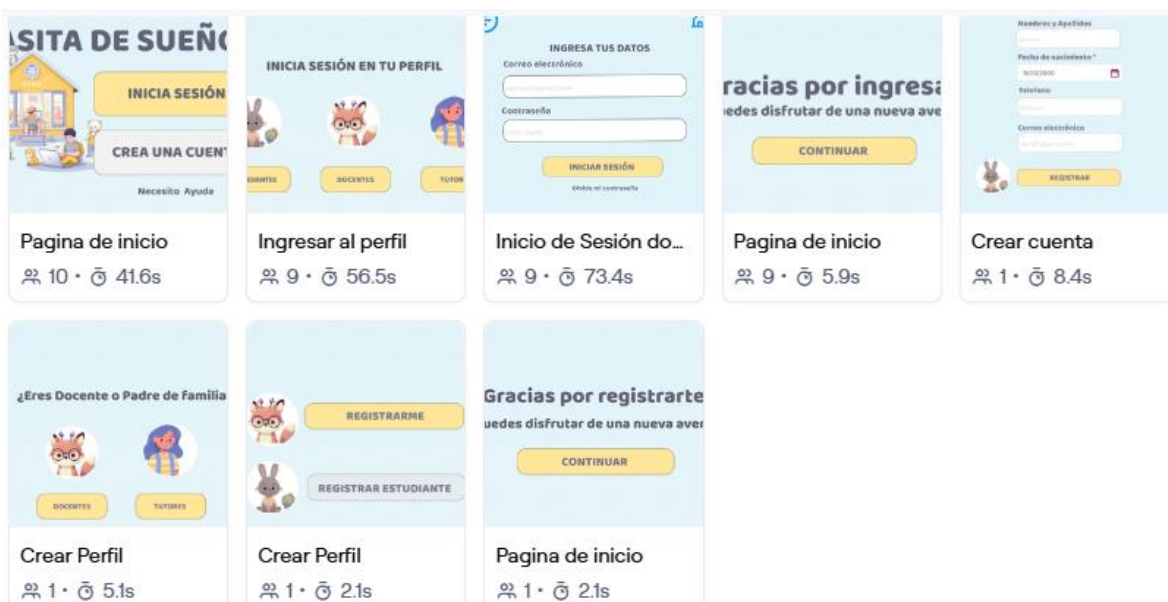 ASITA DE SUEÑO
INICIA SESIÓN
CREA UNA CUEN
Necesito Ayuda
Pagina de inicio
10 · 41.6s
INICIA SESIÓN EN TU PERFIL
DIANTES
DOCENTES
TUTOR
Ingresar al perfil
9 · 56.5s
INGRESA TUS DATOS
Correo electrónico
Contraseña
INICIAR SESIÓN
Olvide mi contraseña
Inicio de Sesión do...
9 · 73.4s
racias por ingresa
edes disfrutar de una nueva ave
CONTINUAR
Pagina de inicio
9 · 5.9s
Nombres y Apellidos
Fecha de nacimiento *
Telefono
Correo electrónico
REGISTRAR
Crear cuenta
1 · 8.4s
¿Eres Docente o Padre de familia
DOCENTES
TUTORES
Crear Perfil
1 · 5.1s
REGISTRARME
REGISTRAR ESTUDIANTE
Crear Perfil
1 · 2.1s
Gracias por registrarte
uedes disfrutar de una nueva aver
CONTINUAR
Pagina de inicio
1 · 2.1s